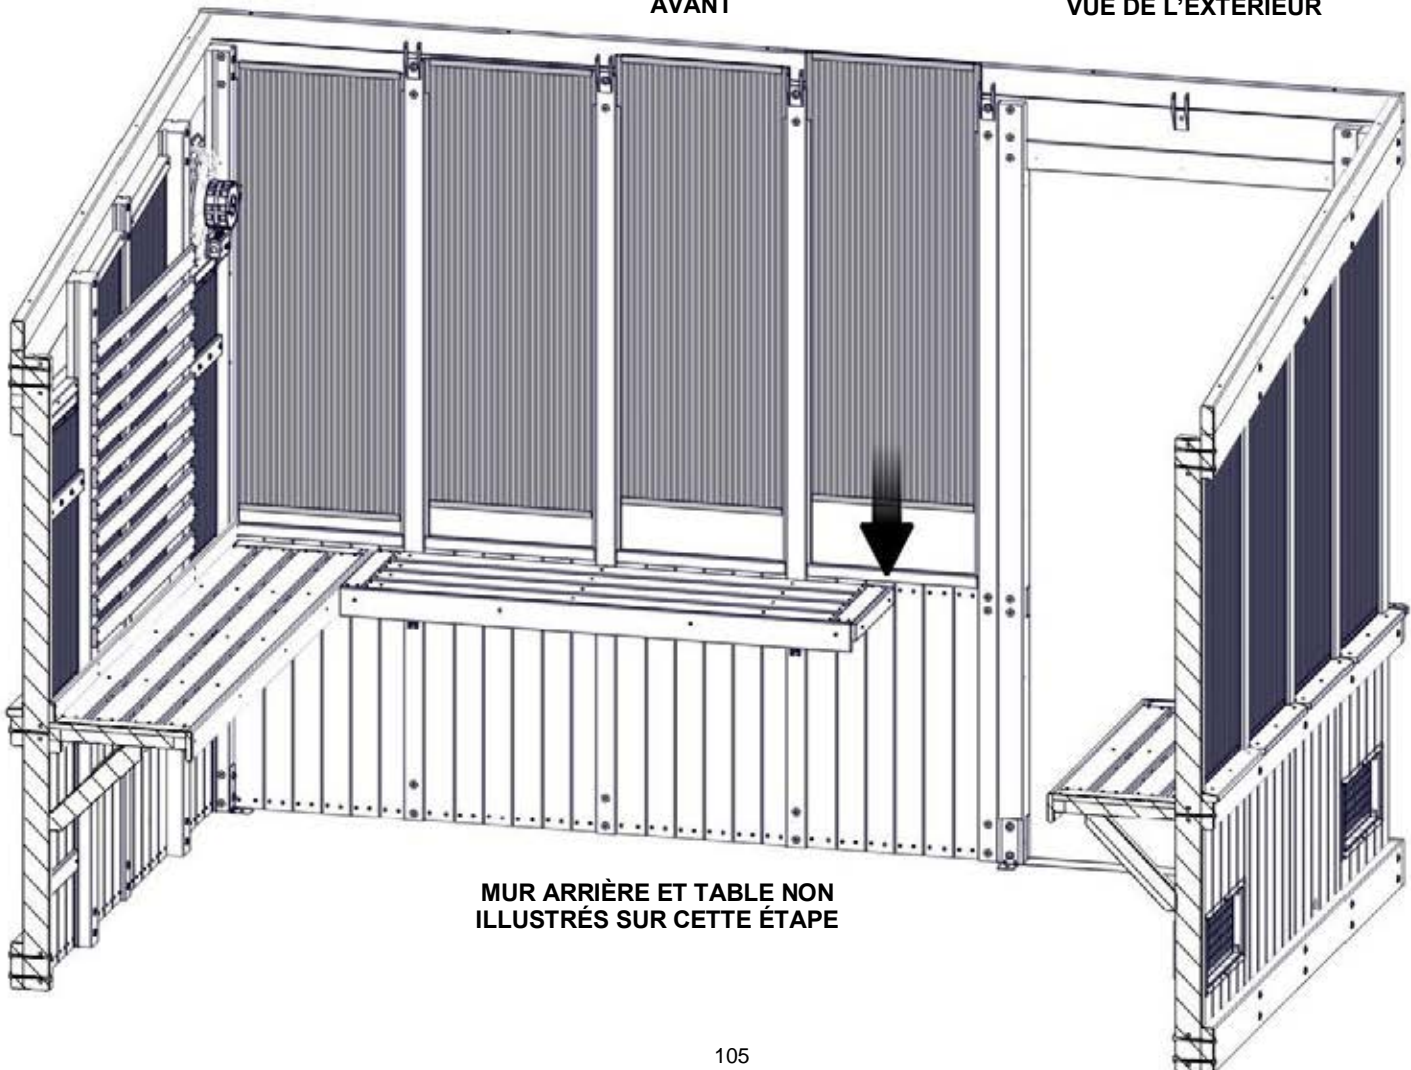 AVANT
VUE DE L'EXTÉRIEUR
MUR ARRIÈRE ET TABLE NON
ILLUSTRÉS SUR CETTE ÉTAPE
105